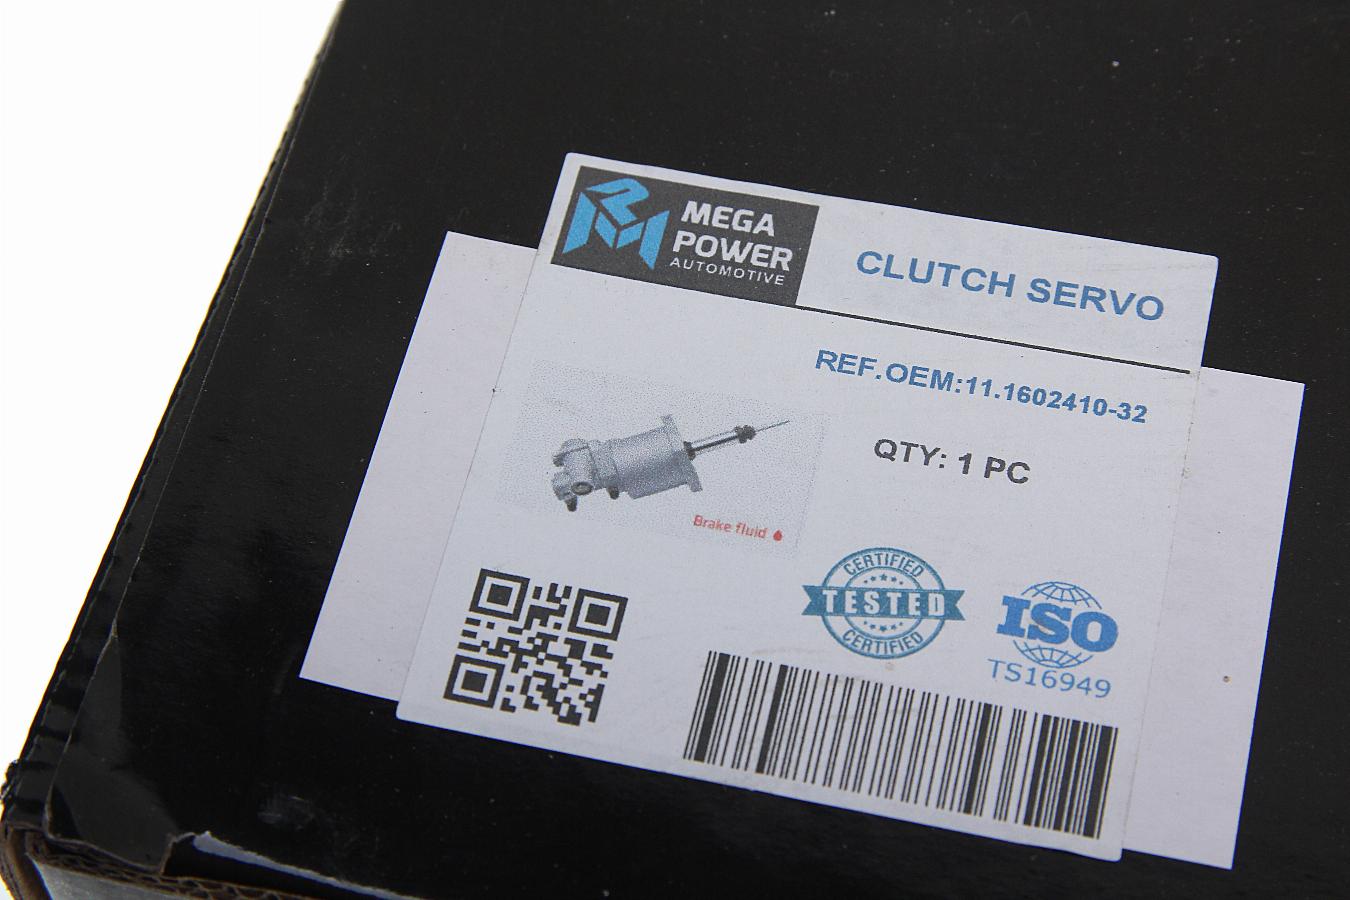 MEGA
POWER
AUTOMOTIVE
CLUTCH SERVO
REF.OEM:11.1602410-32
QTY: 1 PC
Brake fluid
CERTIFIED
TESTED
CERTIFIED
ISO
TS16949